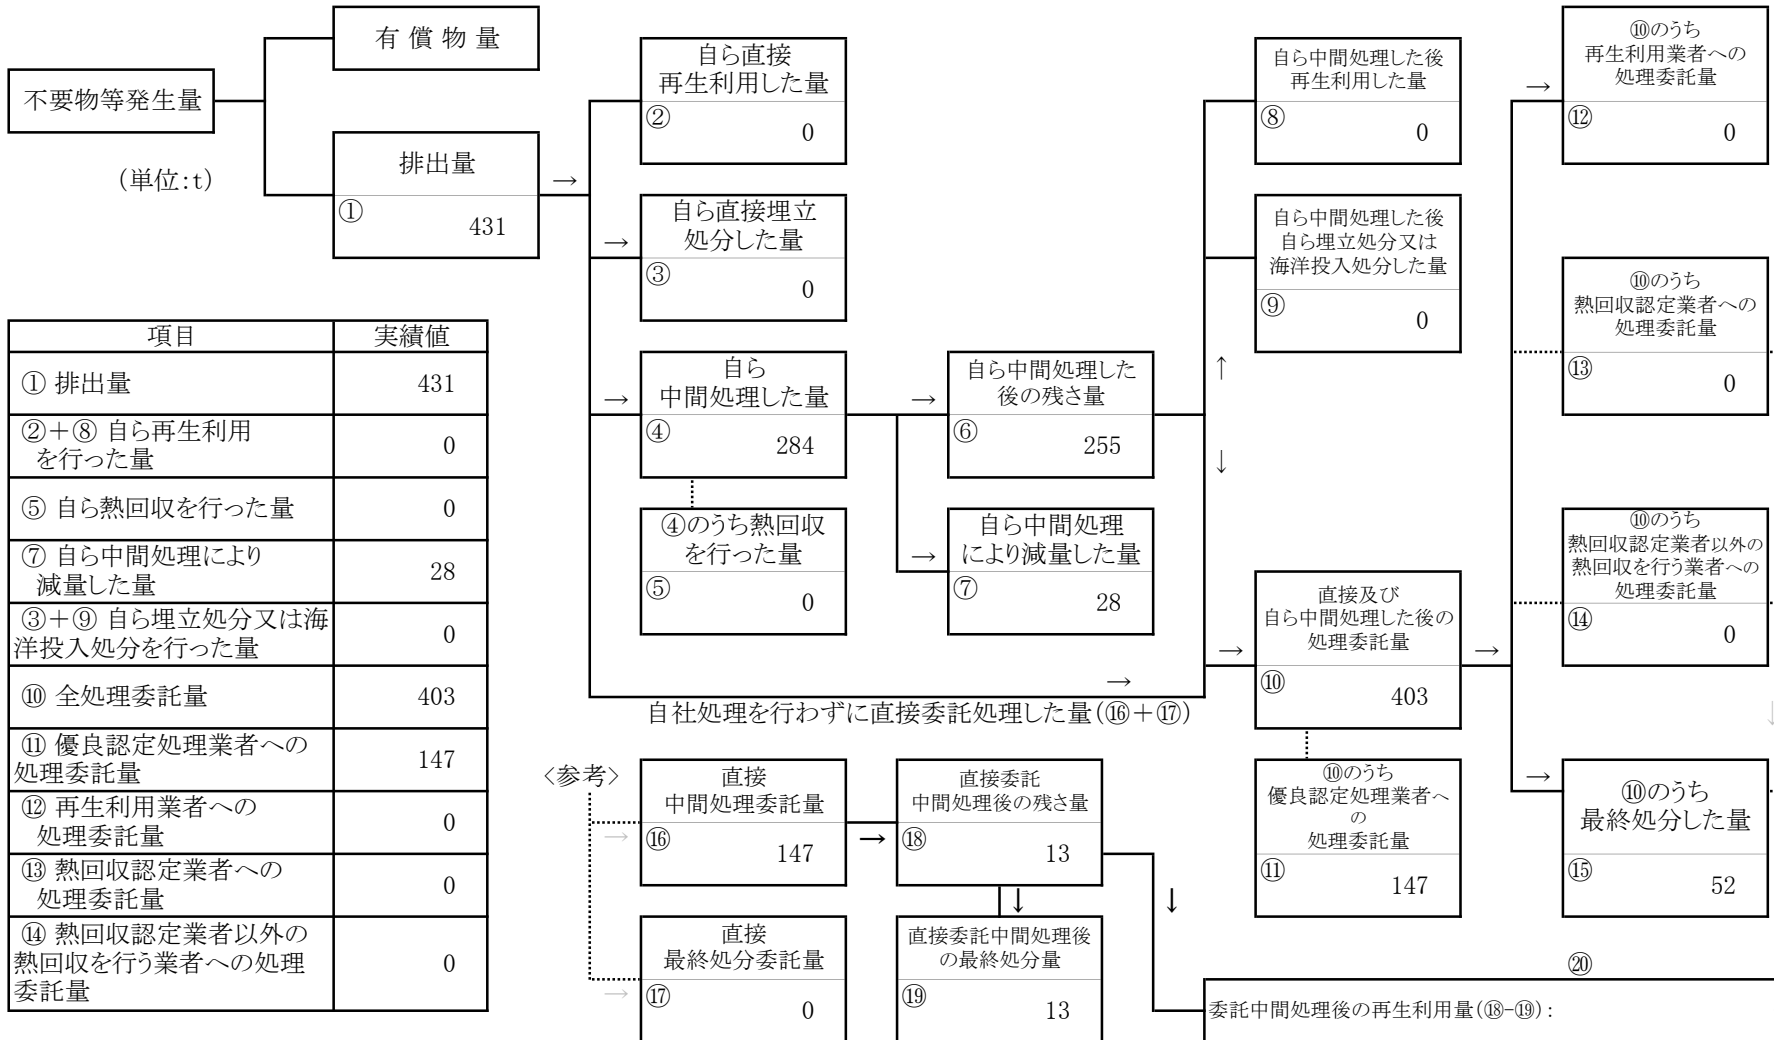 有 償 物 量
不要物等発生量
(単位:t)
排出量
①
431
→
自ら直接
再生利用した量
②
0
→
自ら直接埋立
処分した量
③
0
→
自ら
中間処理した量
④
284
④のうち熱回収
を行った量
⑤
0
→
自ら中間処理した
後の残さ量
⑥
255
→
自ら中間処理
により減量した量
⑦
28
↑
↓
自ら中間処理した後
再生利用した量
⑧
0
自ら中間処理した後
自ら埋立処分又は
海洋投入処分した量
⑨
0
→
直接及び
自ら中間処理した後の
処理委託量
⑩
403
→
→
自社処理を行わずに直接委託処理した量(⑯+⑰)
⑩のうち
優良認定処理業者へ
の
処理委託量
⑪
147
→
⑩のうち
再生利用業者への
処理委託量
⑫
0
⑩のうち
熱回収認定業者への
処理委託量
⑬
0
⑩のうち
熱回収認定業者以外の
熱回収を行う業者への
処理委託量
⑭
0
↓
→
⑩のうち
最終処分した量
⑮
52
項目 実績値
① 排出量 431
②+⑧ 自ら再生利用
を行った量 0
⑤ 自ら熱回収を行った量 0
⑦ 自ら中間処理により
減量した量 28
③+⑨ 自ら埋立処分又は海
洋投入処分を行った量 0
⑩ 全処理委託量 403
⑪ 優良認定処理業者への
処理委託量 147
⑫ 再生利用業者への
処理委託量 0
⑬ 熱回収認定業者への
処理委託量 0
⑭ 熱回収認定業者以外の
熱回収を行う業者への処理
委託量 0
〈参考〉
→
直接
中間処理委託量
⑯
147
→
直接委託
中間処理後の残さ量
⑱
13
↓
↓
→
直接
最終処分委託量
⑰
0
直接委託中間処理後
の最終処分量
⑲
13
⑳
委託中間処理後の再生利用量(⑱-⑲):